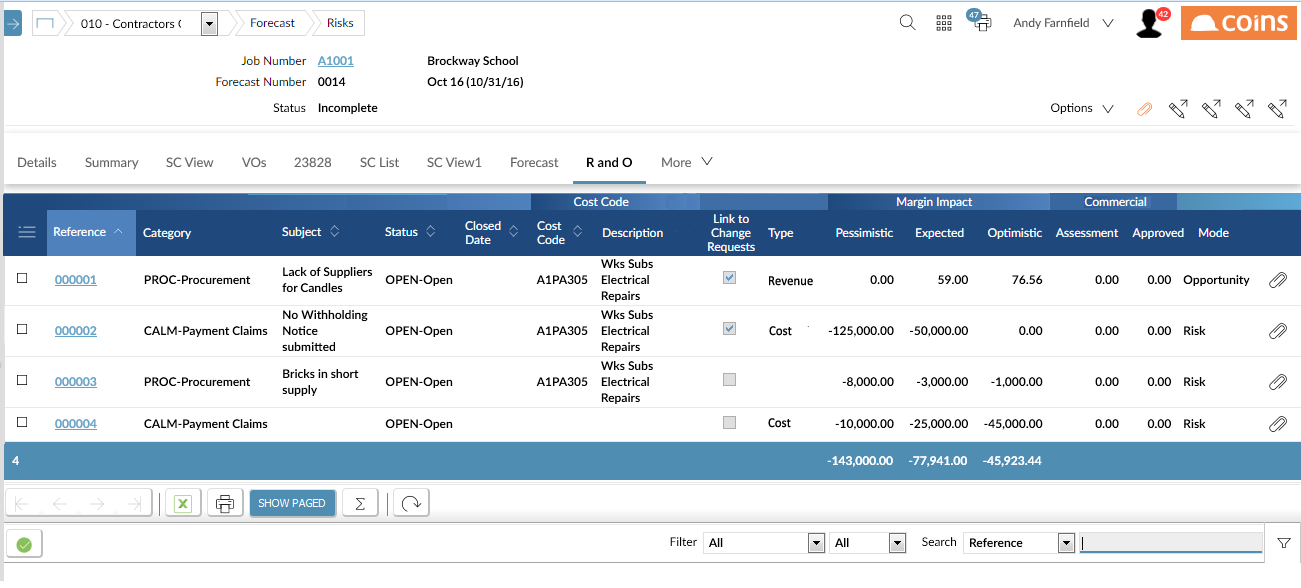 010 - Contractors ( Forecast Risks 47 Andy Farnfield 42 coins
Job Number A1001 Brockway School
Forecast Number 0014 Oct 16 (10/31/16)
Status Incomplete Options
Details Summary SC View VOs 23828 SC List SC View1 Forecast R and O More
Cost Code Margin Impact Commercial
Reference Category Subject Status Closed Date Cost Code Description Link to Change Requests Type Pessimistic Expected Optimistic Assessment Approved Mode
000001 PROC-Procurement Lack of Suppliers for Candles OPEN-Open A1PA305 Wks Subs Electrical Repairs Revenue 0.00 59.00 76.56 0.00 0.00 Opportunity
000002 CALM-Payment Claims No Withholding Notice submitted OPEN-Open A1PA305 Wks Subs Electrical Repairs Cost -125,000.00 -50,000.00 0.00 0.00 0.00 Risk
000003 PROC-Procurement Bricks in short supply OPEN-Open A1PA305 Wks Subs Electrical Repairs -8,000.00 -3,000.00 -1,000.00 0.00 0.00 Risk
000004 CALM-Payment Claims OPEN-Open Cost -10,000.00 -25,000.00 -45,000.00 0.00 0.00 Risk
4 -143,000.00 -77,941.00 -45,923.44
X SHOW PAGED Σ
Filter All All Search Reference